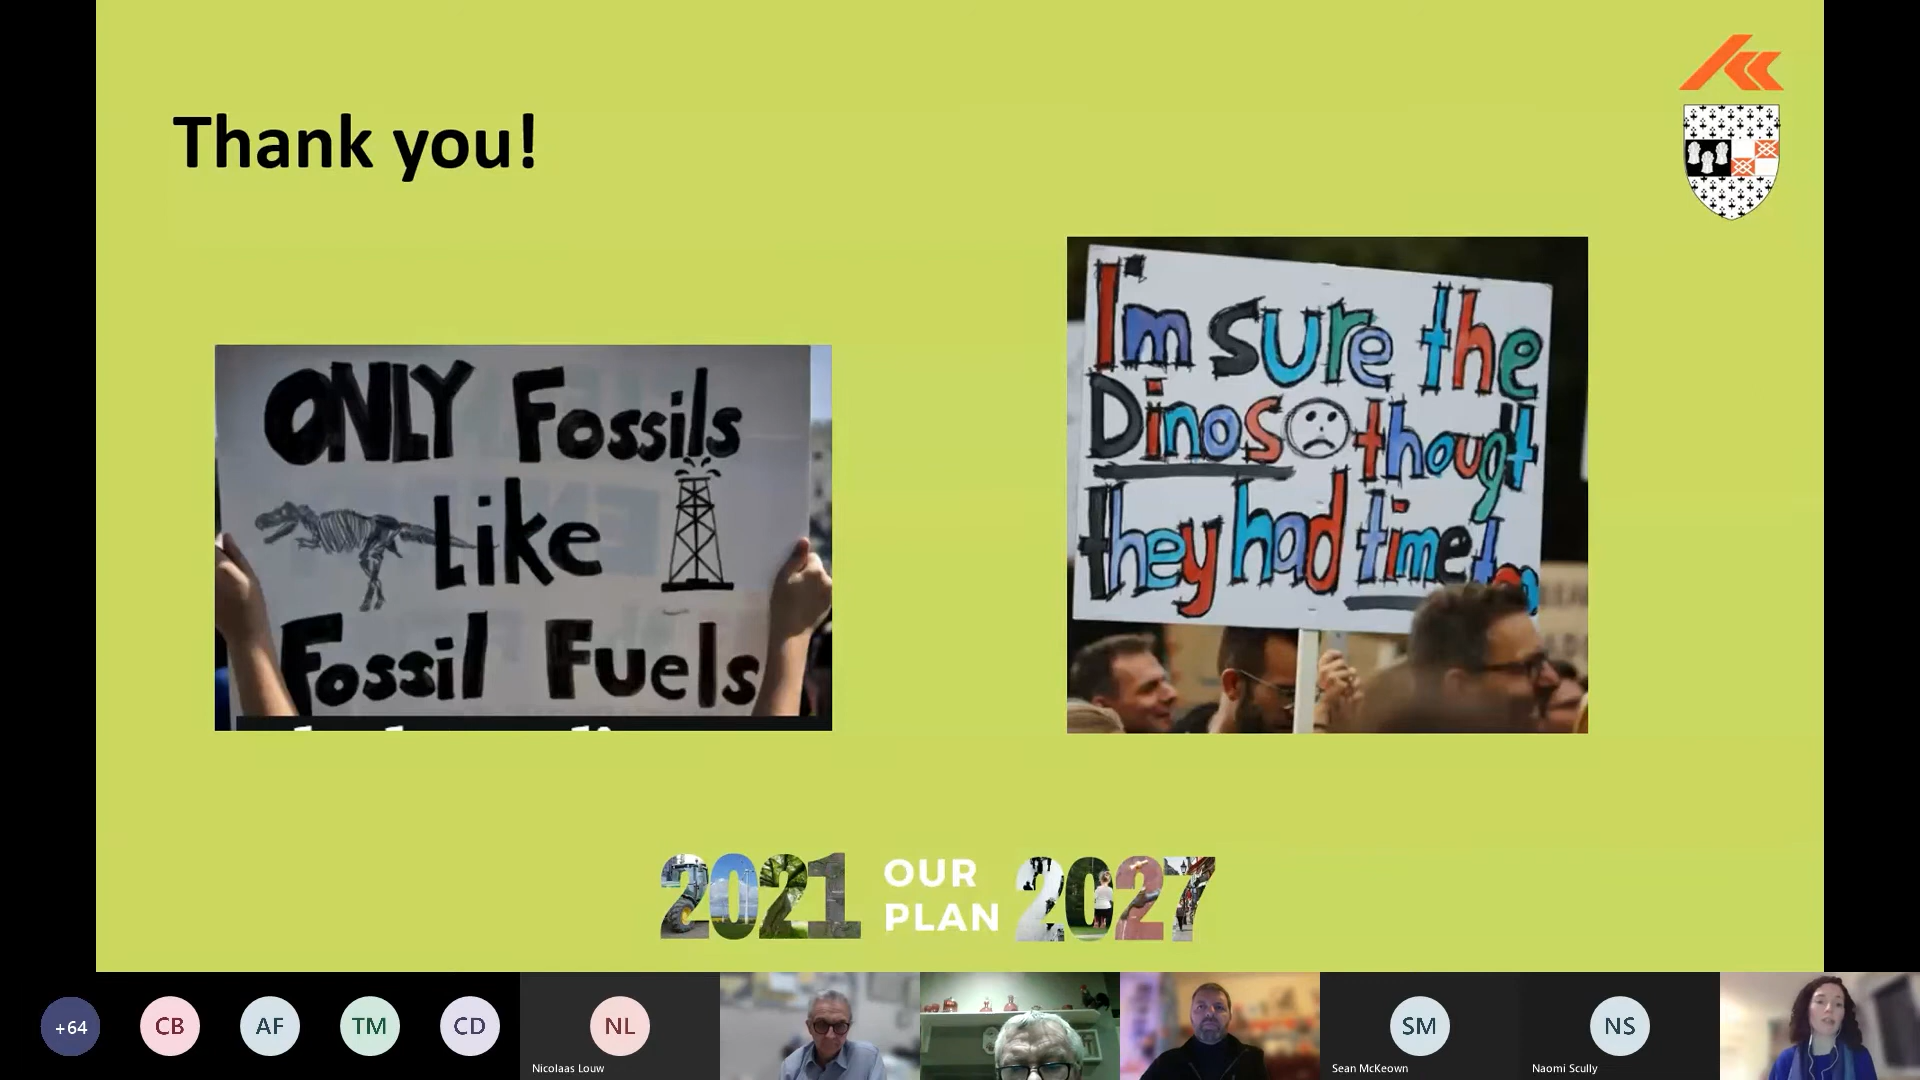 Thank you!
ONLY Fossils
Like
Fossil Fuels
I'm sure the
Dinos thought
they had time
2021 OUR PLAN 2027
+64
CB
AF
TM
CD
NL
Nicolaas Louw
SM
Sean McKeown
NS
Naomi Scully